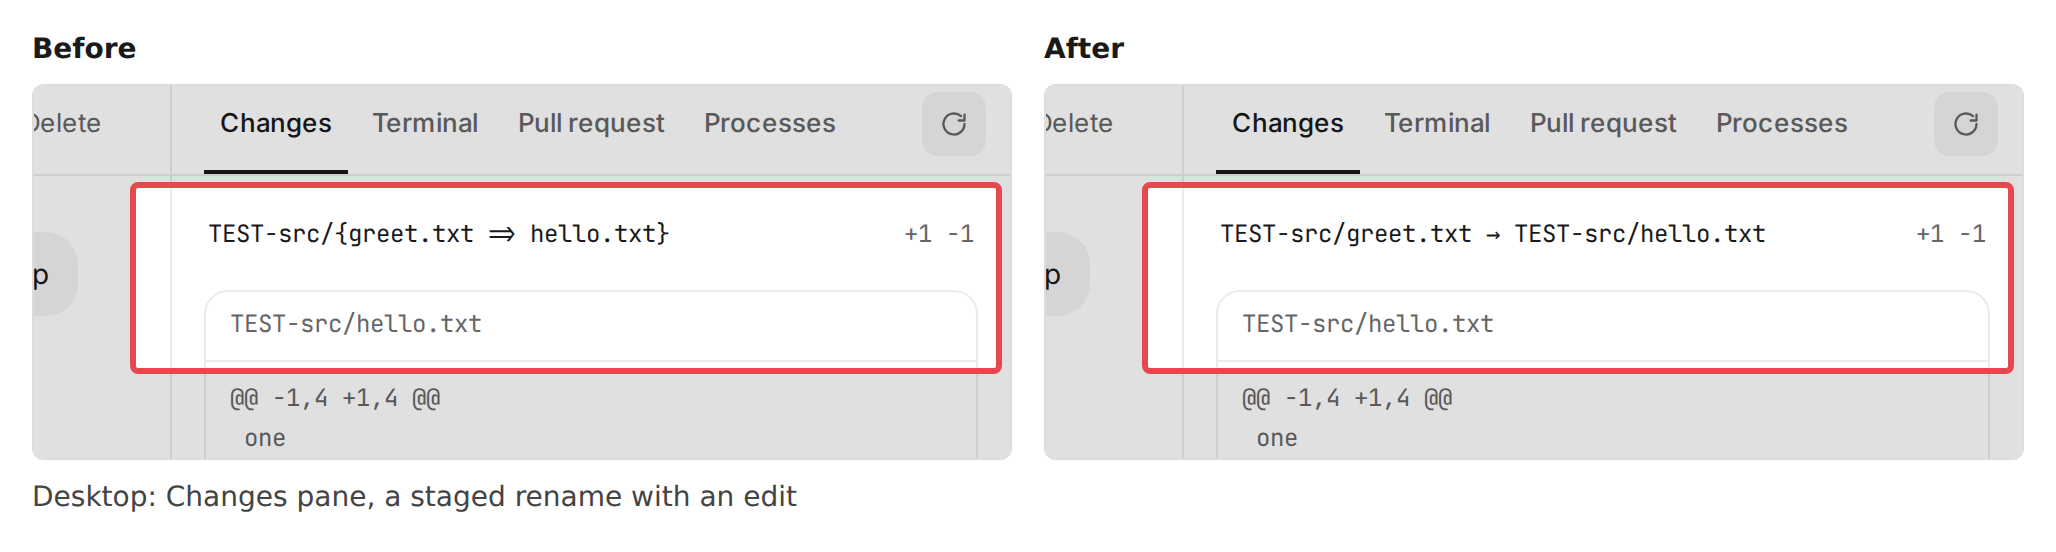 Before
Delete Changes Terminal Pull request Processes
TEST-src/{greet.txt => hello.txt} +1 -1
p
TEST-src/hello.txt
@@ -1,4 +1,4 @@
one
After
Delete Changes Terminal Pull request Processes
TEST-src/greet.txt → TEST-src/hello.txt +1 -1
p
TEST-src/hello.txt
@@ -1,4 +1,4 @@
one
Desktop: Changes pane, a staged rename with an edit